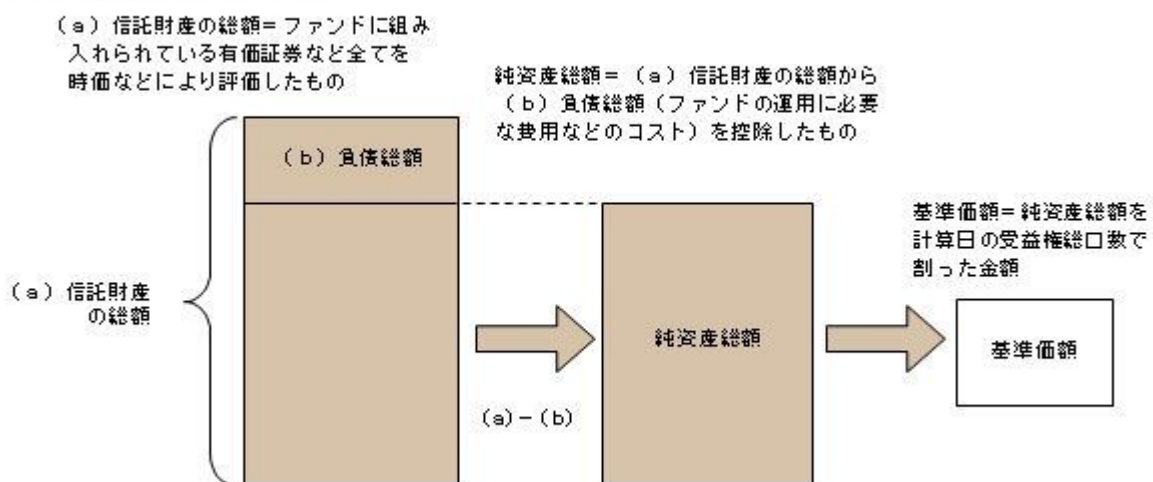 （a）信託財産の総額=ファンドに組み
入れられている有価証券など全てを
時価などにより評価したもの
純資産総額=（a）信託財産の総額から
（b）負債総額（ファンドの運用に必要
な費用などのコスト）を控除したもの
（b）負債総額
基準価額=純資産総額を
計算日の受益権総口数で
割った金額
（a）信託財産
の総額
純資産総額
基準価額
（a）−（b）